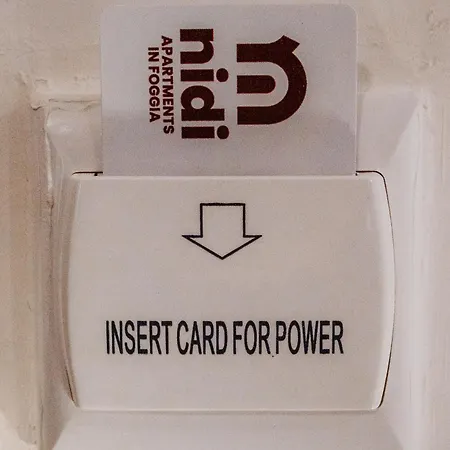 nidi
APARTMENTS
IN FOGGIA
INSERT CARD FOR POWER